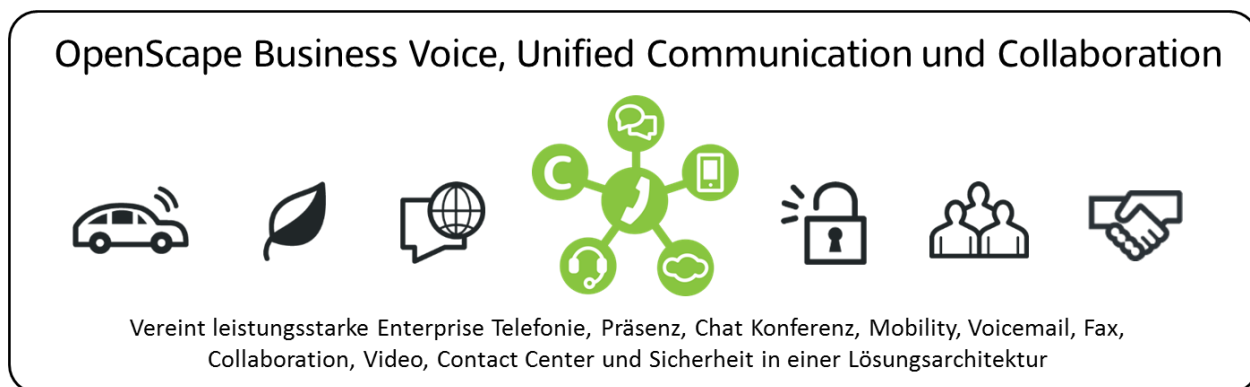 OpenScape Business Voice, Unified Communication und Collaboration
C
Vereint leistungsstarke Enterprise Telefonie, Präsenz, Chat Konferenz, Mobility, Voicemail, Fax,
Collaboration, Video, Contact Center und Sicherheit in einer Lösungsarchitektur